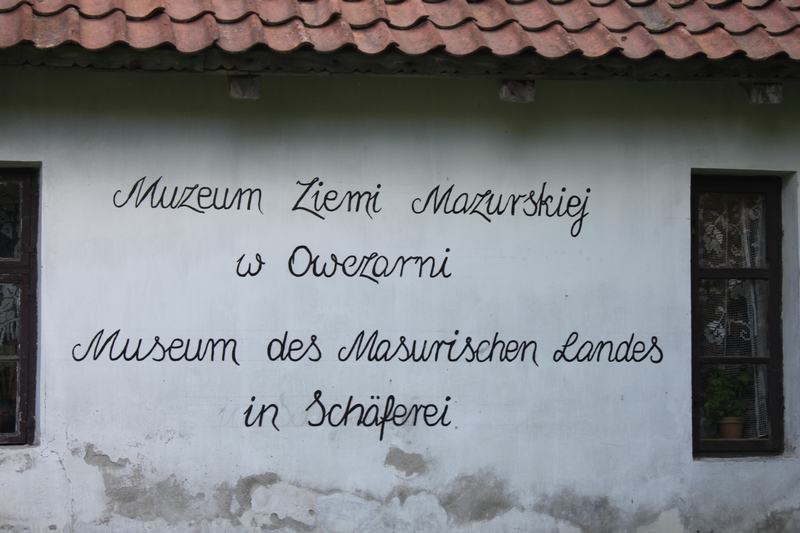 Muzeum Ziemi Mazurskiej
w Owczarni
Museum des Masurischen Landes
in Schäferei